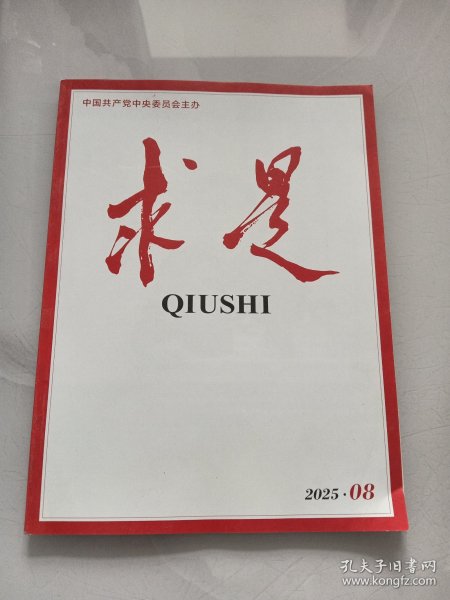 中国共产党中央委员会主办
求是
QIUSHI
2025·08
孔夫子旧书网
www.kongfz.com